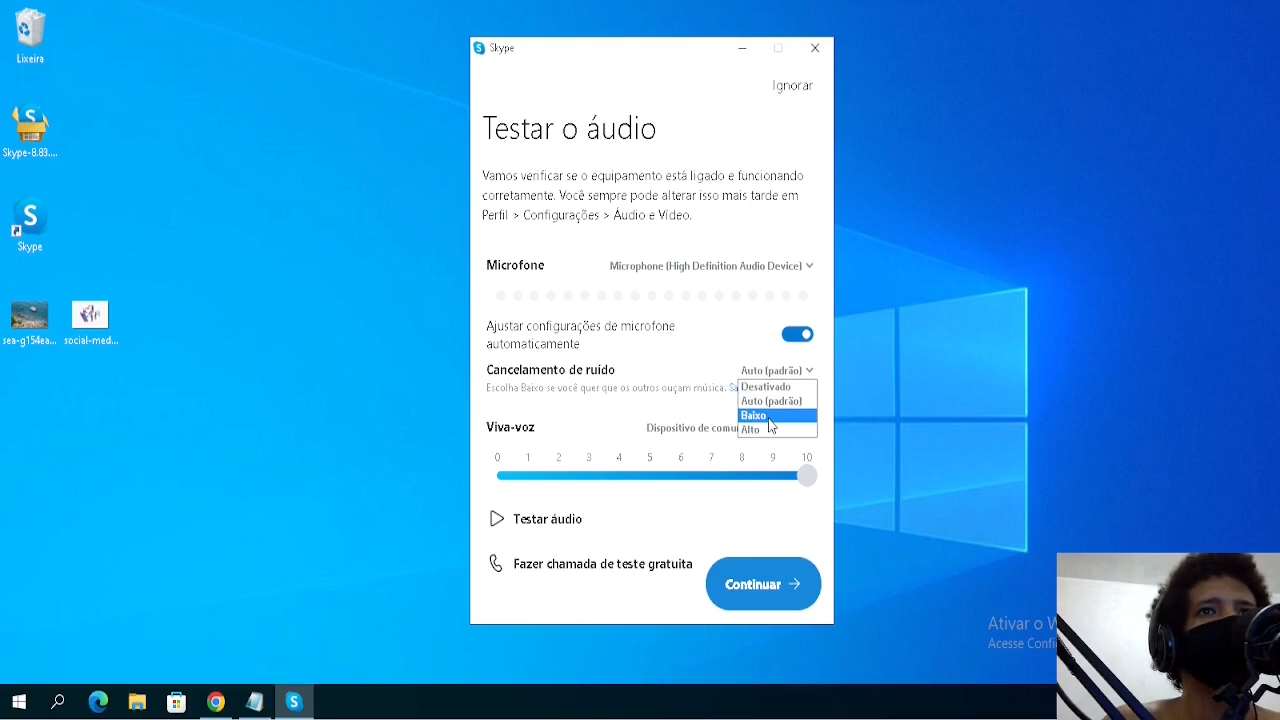 Lixeira
Skype-8.83....
Skype
sea-g154ea...
social-med...
Skype
Ignorar
Testar o áudio
Vamos verificar se o equipamento está ligado e funcionando
corretamente. Você sempre pode alterar isso mais tarde em
Perfil > Configurações > Áudio e Vídeo.
Microfone
Microphone (High Definition Audio Device)
Ajustar configurações de microfone
automaticamente
Cancelamento de ruído
Auto (padrão)
Escolha Baixo se você quer que os outros ouçam música.
Desativado
Auto (padrão)
Baixo
Alto
Viva-voz
Dispositivo de
0 1 2 3 4 5 6 7 8 9 10
Testar áudio
Fazer chamada de teste gratuita
Continuar
Ativar o
Acesse